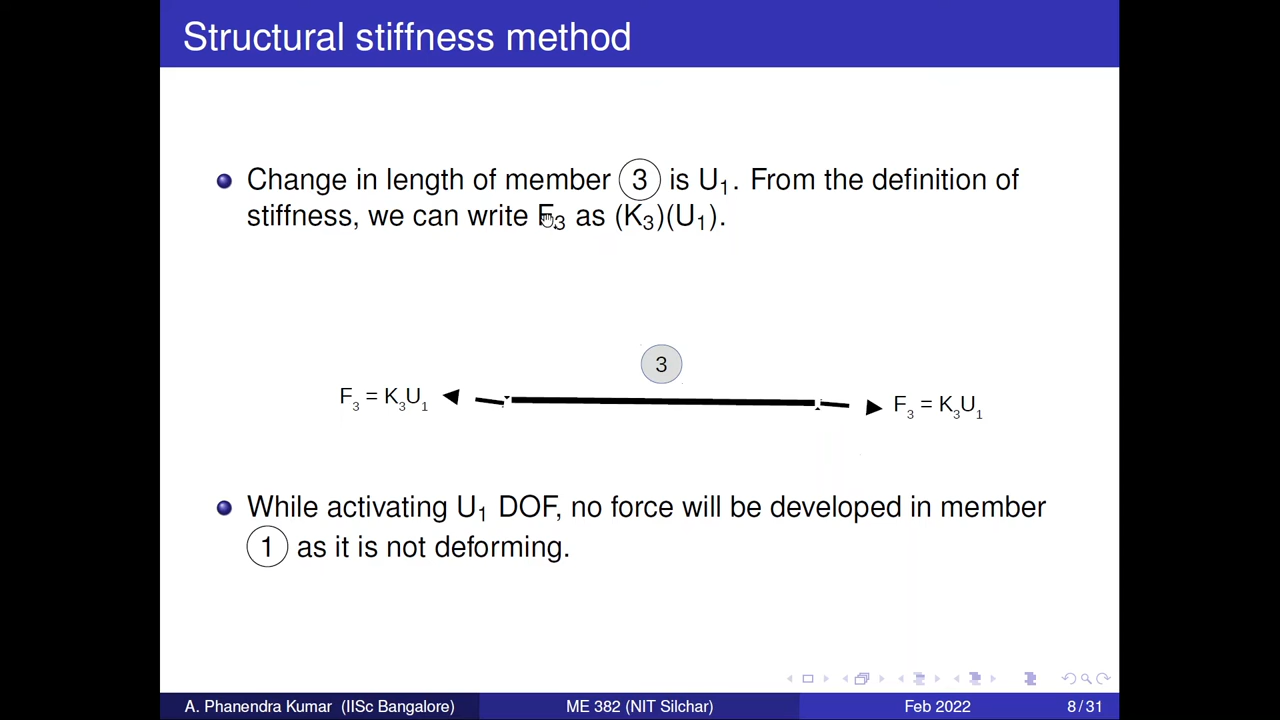 Structural stiffness method
Change in length of member 3 is U₁. From the definition of
stiffness, we can write F₃ as (K₃)(U₁).
3
F₃ = K₃U₁
F₃ = K₃U₁
While activating U₁ DOF, no force will be developed in member
1 as it is not deforming.
A. Phanendra Kumar (IISc Bangalore) ME 382 (NIT Silchar) Feb 2022 8/31